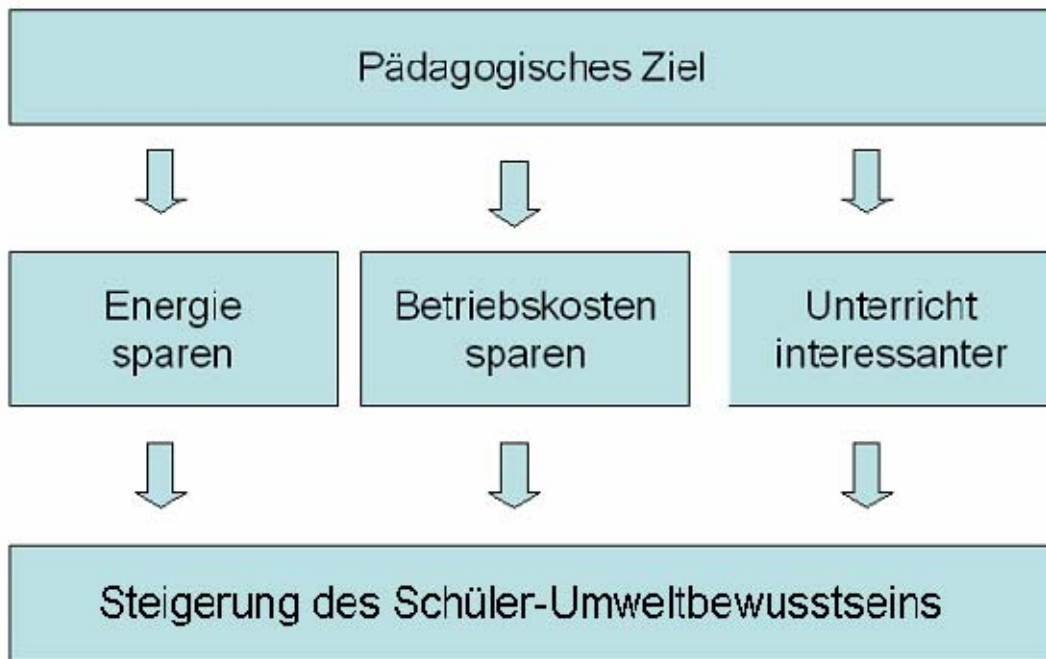 Pädagogisches Ziel
Energie
sparen
Betriebskosten
sparen
Unterricht
interessanter
Steigerung des Schüler-Umweltbewusstseins